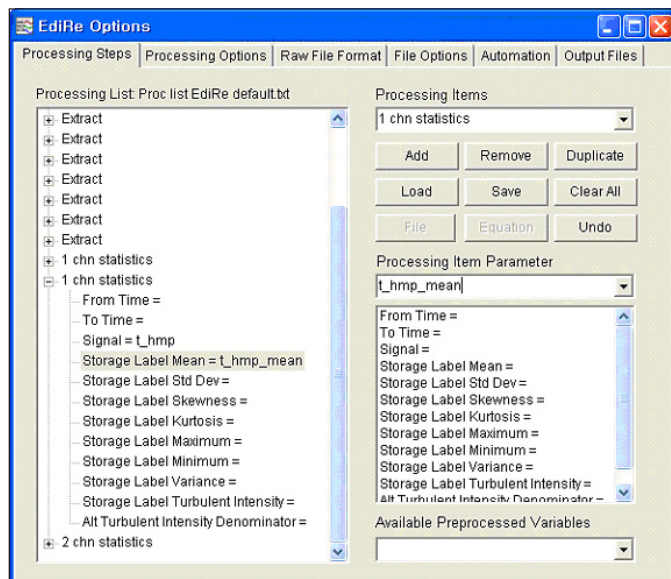 EdiRe Options
Processing Steps
Processing Options
Raw File Format
File Options
Automation
Output Files
Processing List: Proc list EdiRe default.txt
Extract
Extract
Extract
Extract
Extract
Extract
Extract
1 chn statistics
1 chn statistics
From Time =
To Time =
Signal = t_hmp
Storage Label Mean = t_hmp_mean
Storage Label Std Dev =
Storage Label Skewness =
Storage Label Kurtosis =
Storage Label Maximum =
Storage Label Minimum =
Storage Label Variance =
Storage Label Turbulent Intensity =
Alt Turbulent Intensity Denominator =
2 chn statistics
Processing Items
1 chn statistics
Add
Remove
Duplicate
Load
Save
Clear All
File
Equation
Undo
Processing Item Parameter
t_hmp_mean
From Time =
To Time =
Signal =
Storage Label Mean =
Storage Label Std Dev =
Storage Label Skewness =
Storage Label Kurtosis =
Storage Label Maximum =
Storage Label Minimum =
Storage Label Variance =
Storage Label Turbulent Intensity =
Alt Turbulent Intensity Denominator =
Available Preprocessed Variables